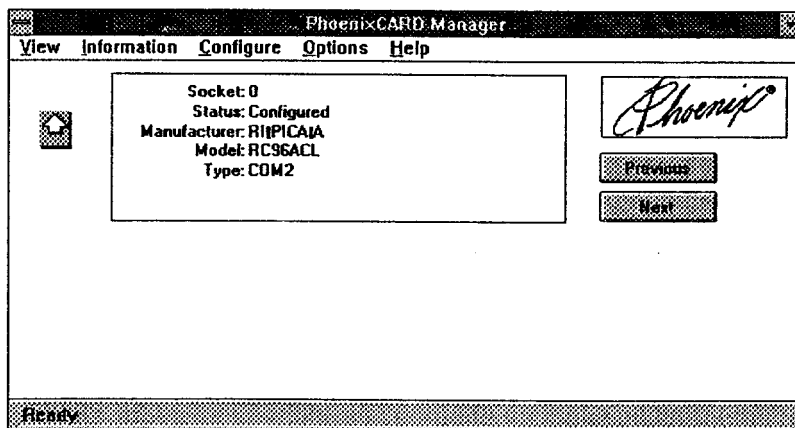 PhoenixCARD Manager
View Information Configure Options Help
Socket: 0
Status: Configured
Manufacturer:
Model: RC96ACL
Type: COM2
Phoenix®
Previous
Next
Ready